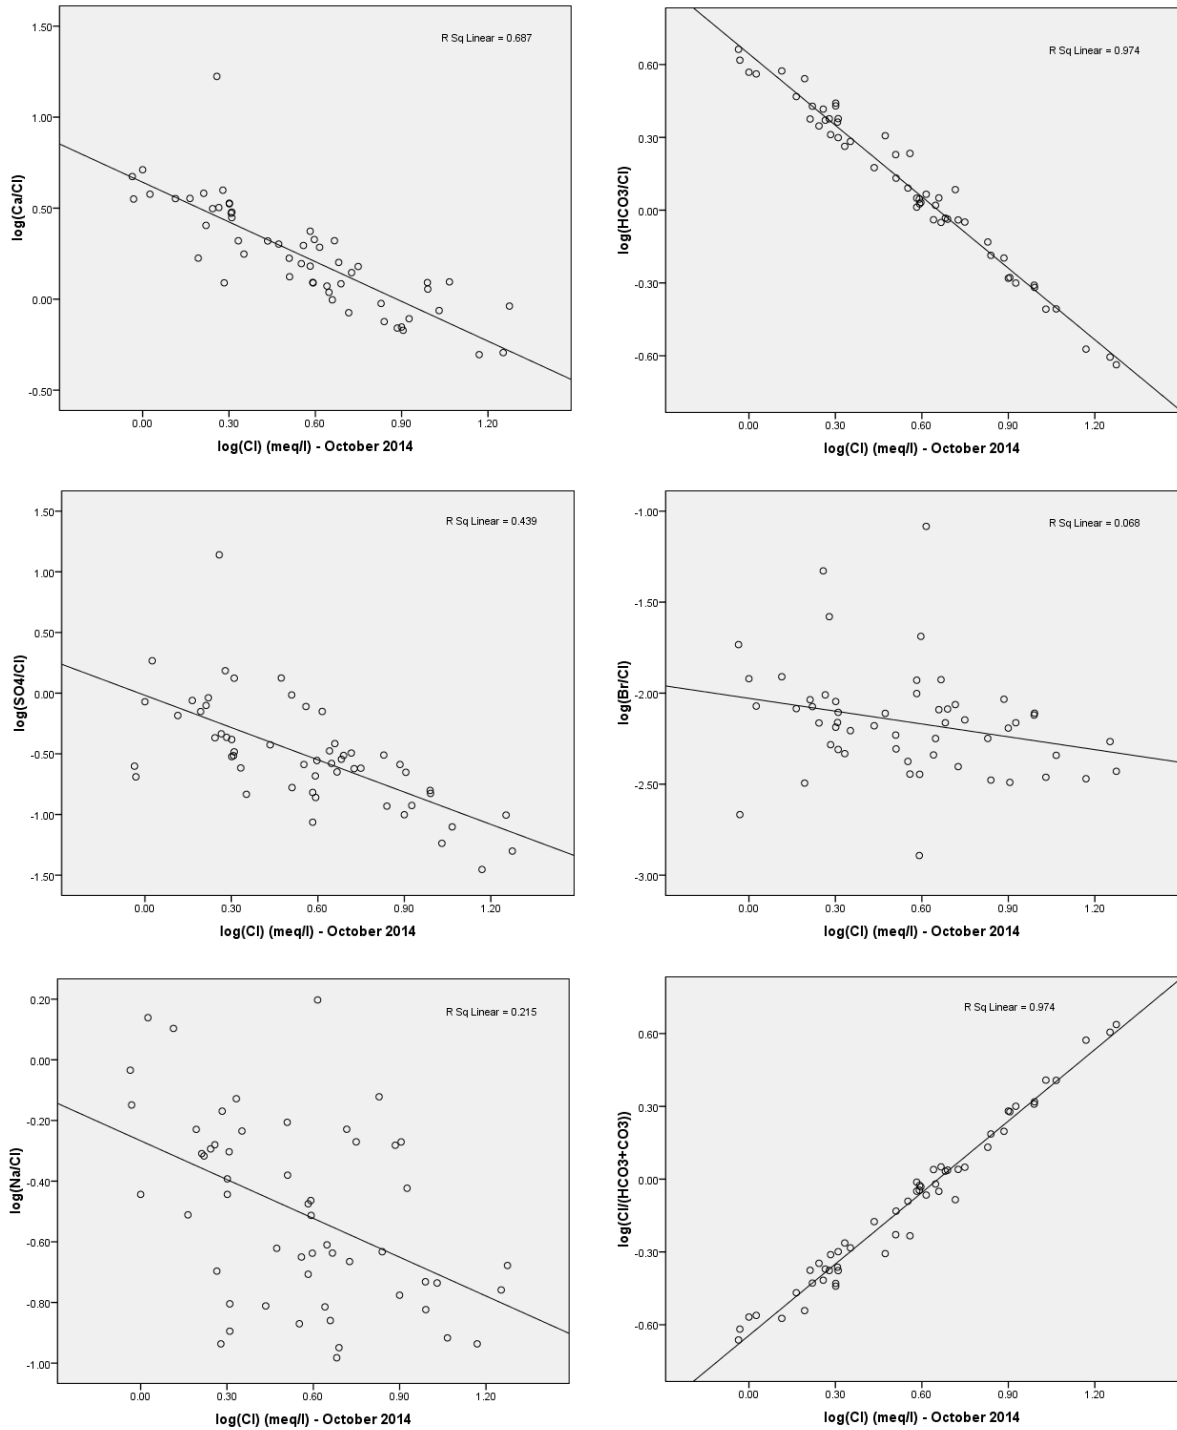 R Sq Linear = 0.687
log(Ca/Cl)
1.50
1.00
0.50
0.00
-0.50
0.00 0.30 0.60 0.90 1.20
log(Cl) (meq/l) - October 2014
R Sq Linear = 0.974
log(HCO3/Cl)
0.60
0.30
0.00
-0.30
-0.60
0.00 0.30 0.60 0.90 1.20
log(Cl) (meq/l) - October 2014
R Sq Linear = 0.439
log(SO4/Cl)
1.50
1.00
0.50
0.00
-0.50
-1.00
-1.50
0.00 0.30 0.60 0.90 1.20
log(Cl) (meq/l) - October 2014
R Sq Linear = 0.068
log(Br/Cl)
-1.00
-1.50
-2.00
-2.50
-3.00
0.00 0.30 0.60 0.90 1.20
log(Cl) (meq/l) - October 2014
R Sq Linear = 0.215
log(Na/Cl)
0.20
0.00
-0.20
-0.40
-0.60
-0.80
-1.00
0.00 0.30 0.60 0.90 1.20
log(Cl) (meq/l) - October 2014
R Sq Linear = 0.974
log(Cl/(HCO3+CO3))
0.60
0.30
0.00
-0.30
-0.60
0.00 0.30 0.60 0.90 1.20
log(Cl) (meq/l) - October 2014